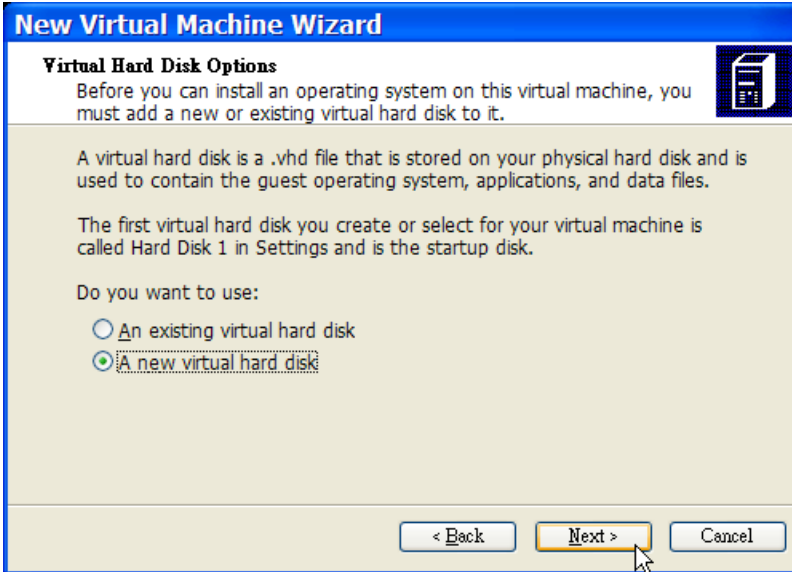 New Virtual Machine Wizard
Virtual Hard Disk Options
Before you can install an operating system on this virtual machine, you
must add a new or existing virtual hard disk to it.
A virtual hard disk is a .vhd file that is stored on your physical hard disk and is
used to contain the guest operating system, applications, and data files.
The first virtual hard disk you create or select for your virtual machine is
called Hard Disk 1 in Settings and is the startup disk.
Do you want to use:
An existing virtual hard disk
A new virtual hard disk
< Back
Next >
Cancel